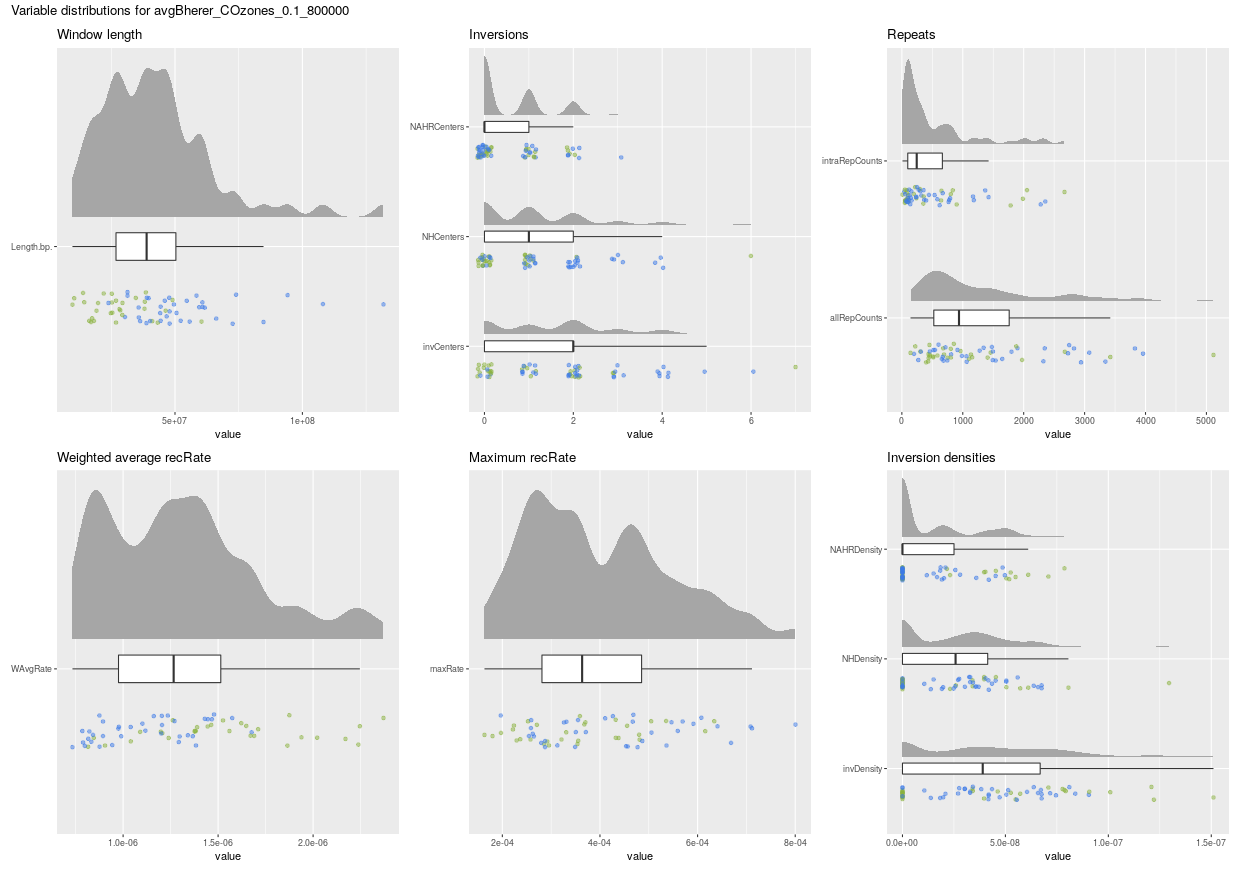 Variable distributions for avgBherer_COzones_0.1_800000
Window length
Length.bp.
5e+07 1e+08
value
Inversions
NAHRCenters
NHCenters
invCenters
0 2 4 6
value
Repeats
intraRepCounts
allRepCounts
0 1000 2000 3000 4000 5000
value
Weighted average recRate
WAvgRate
1.0e-06 1.5e-06 2.0e-06
value
Maximum recRate
maxRate
2e-04 4e-04 6e-04 8e-04
value
Inversion densities
NAHRDensity
NHDensity
invDensity
0.0e+00 5.0e-08 1.0e-07 1.5e-07
value